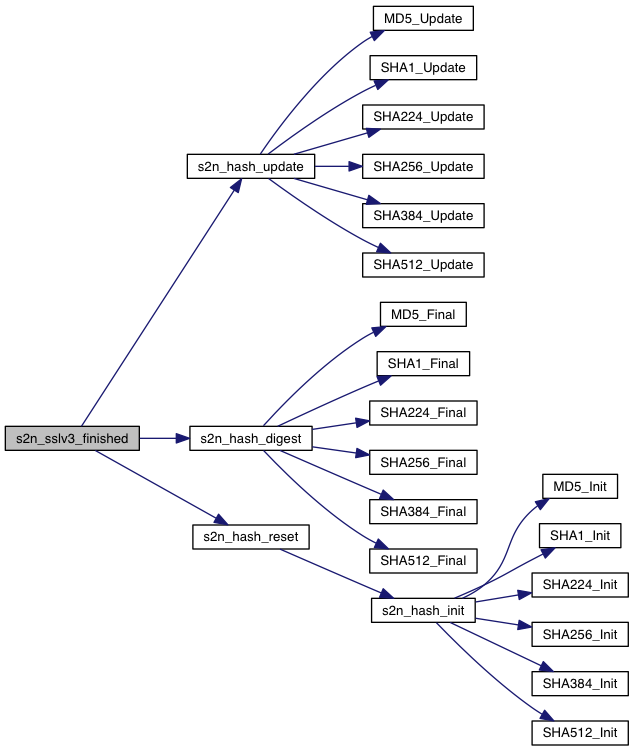 MD5_Update
SHA1_Update
SHA224_Update
s2n_hash_update
SHA256_Update
SHA384_Update
SHA512_Update
MD5_Final
SHA1_Final
SHA224_Final
s2n_sslv3_finished
s2n_hash_digest
SHA256_Final
MD5_Init
SHA384_Final
s2n_hash_reset
SHA1_Init
SHA512_Final
SHA224_Init
s2n_hash_init
SHA256_Init
SHA384_Init
SHA512_Init